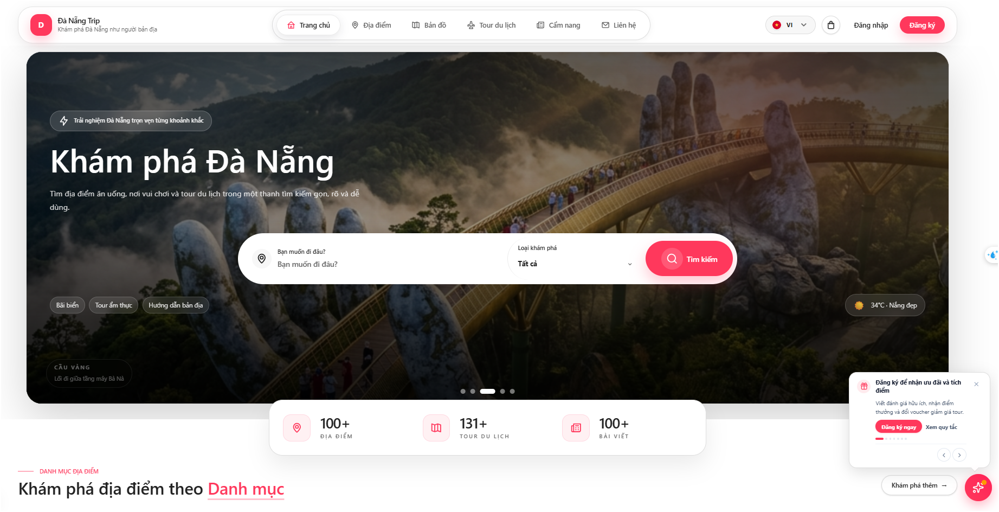 D
Đà Nẵng Trip
Khám phá Đà Nẵng như người bản địa
Trang chủ
Địa điểm
Bản đồ
Tour du lịch
Cẩm nang
Liên hệ
VI
Đăng nhập
Đăng ký
Trải nghiệm Đà Nẵng trọn vẹn từng khoảnh khắc
Khám phá Đà Nẵng
Tìm địa điểm ăn uống, nơi vui chơi và tour du lịch trong một thanh tìm kiếm gọn, rõ và dễ
dùng.
Bạn muốn đi đâu?
Bạn muốn đi đâu?
Loại khám phá
Tất cả
Tìm kiếm
Bãi biển
Tour ẩm thực
Hướng dẫn bản địa
34°C · Nắng đẹp
CẦU VÀNG
Lối đi giữa tầng mây Bà Nà
100+
ĐỊA ĐIỂM
131+
TOUR DU LỊCH
100+
BÀI VIẾT
Đăng ký để nhận ưu đãi và tích
điểm
Viết đánh giá hữu ích, nhận điểm
thưởng và đổi voucher giảm giá tour.
Đăng ký ngay
Xem quy tắc
DANH MỤC ĐỊA ĐIỂM
Khám phá địa điểm theo Danh mục
Khám phá thêm →